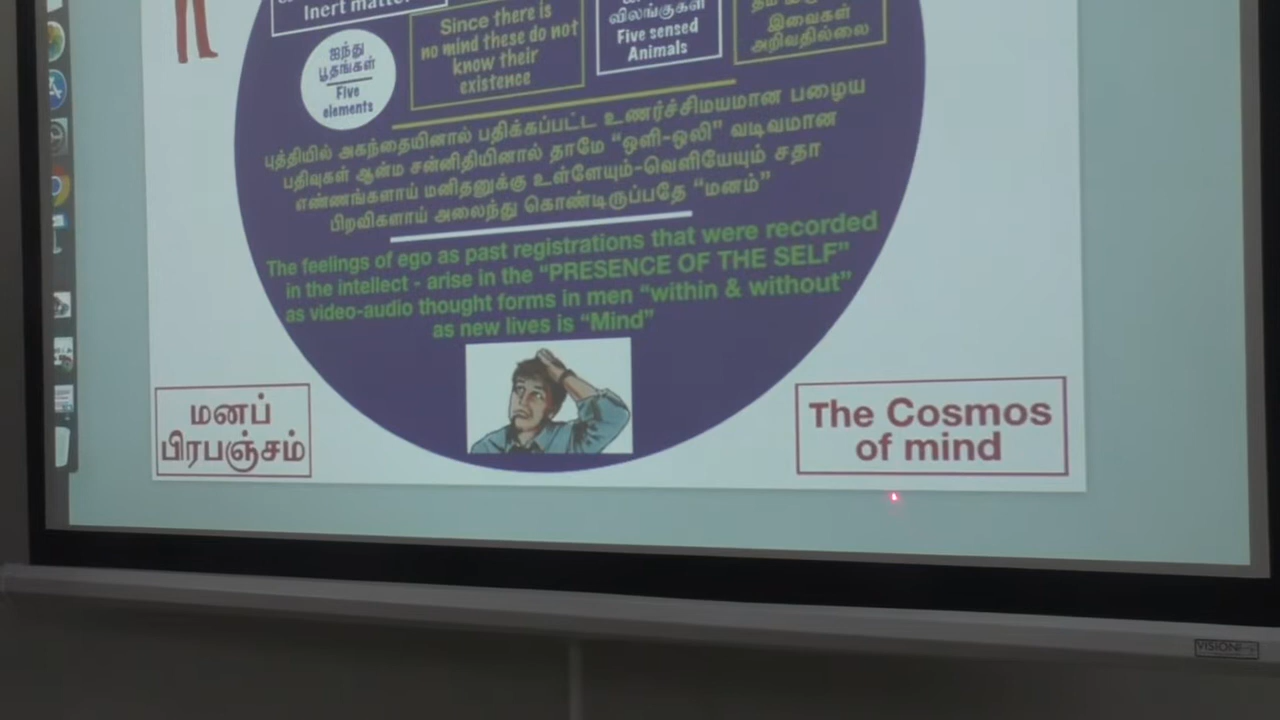 Inert matter
Since there is
no mind these do not
know their
existence
விலங்குகள்
Five sensed
Animals
இவைகள்
அறிவதில்லை
ஐந்து
பூதங்கள்
Five
elements
புத்தியில் அகந்தையினால் பதிக்கப்பட்ட உணர்ச்சிமயமான பழைய
பதிவுகள் ஆன்ம சன்னிதியினால் தாமே “ஒளி-ஒலி” வடிவமான
எண்ணங்களாய் மனிதனுக்கு உள்ளேயும்-வெளியேயும் சதா
பிறவிகளாய் அலைந்து கொண்டிருப்பதே “மனம்”
The feelings of ego as past registrations that were recorded
in the intellect - arise in the “PRESENCE OF THE SELF”
as video-audio thought forms in men “within & without”
as new lives is “Mind”
மனப்
பிரபஞ்சம்
The Cosmos
of mind
VISION